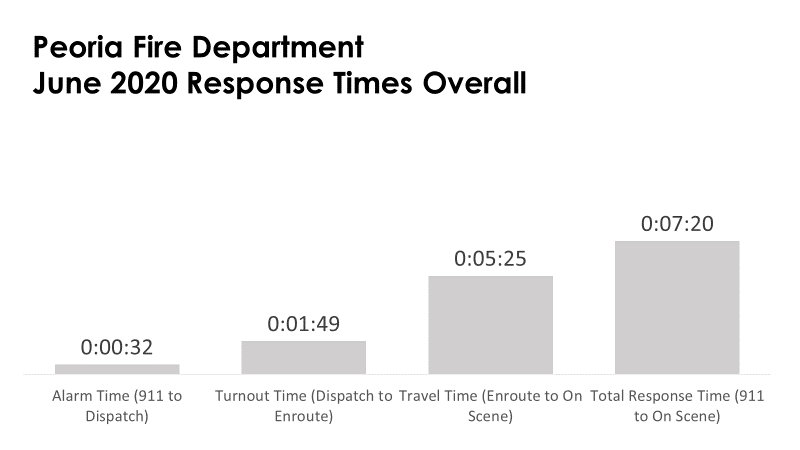 Peoria Fire Department
June 2020 Response Times Overall
0:00:32
0:01:49
0:05:25
0:07:20
Alarm Time (911 to
Dispatch)
Turnout Time (Dispatch to
Enroute)
Travel Time (Enroute to On
Scene)
Total Response Time (911
to On Scene)